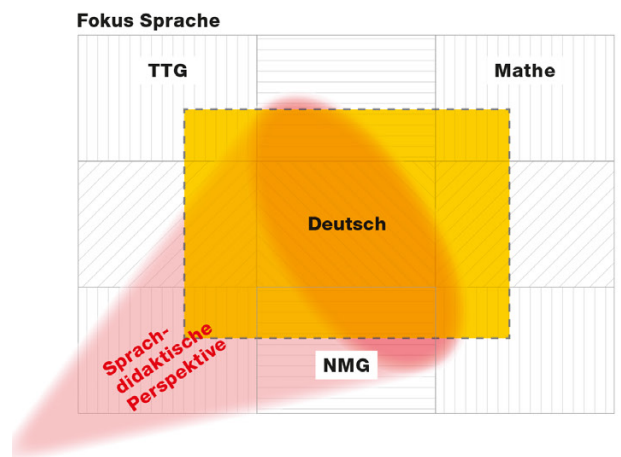 Fokus Sprache
TTG
Mathe
Deutsch
Sprach-
didaktische
Perspektive
NMG